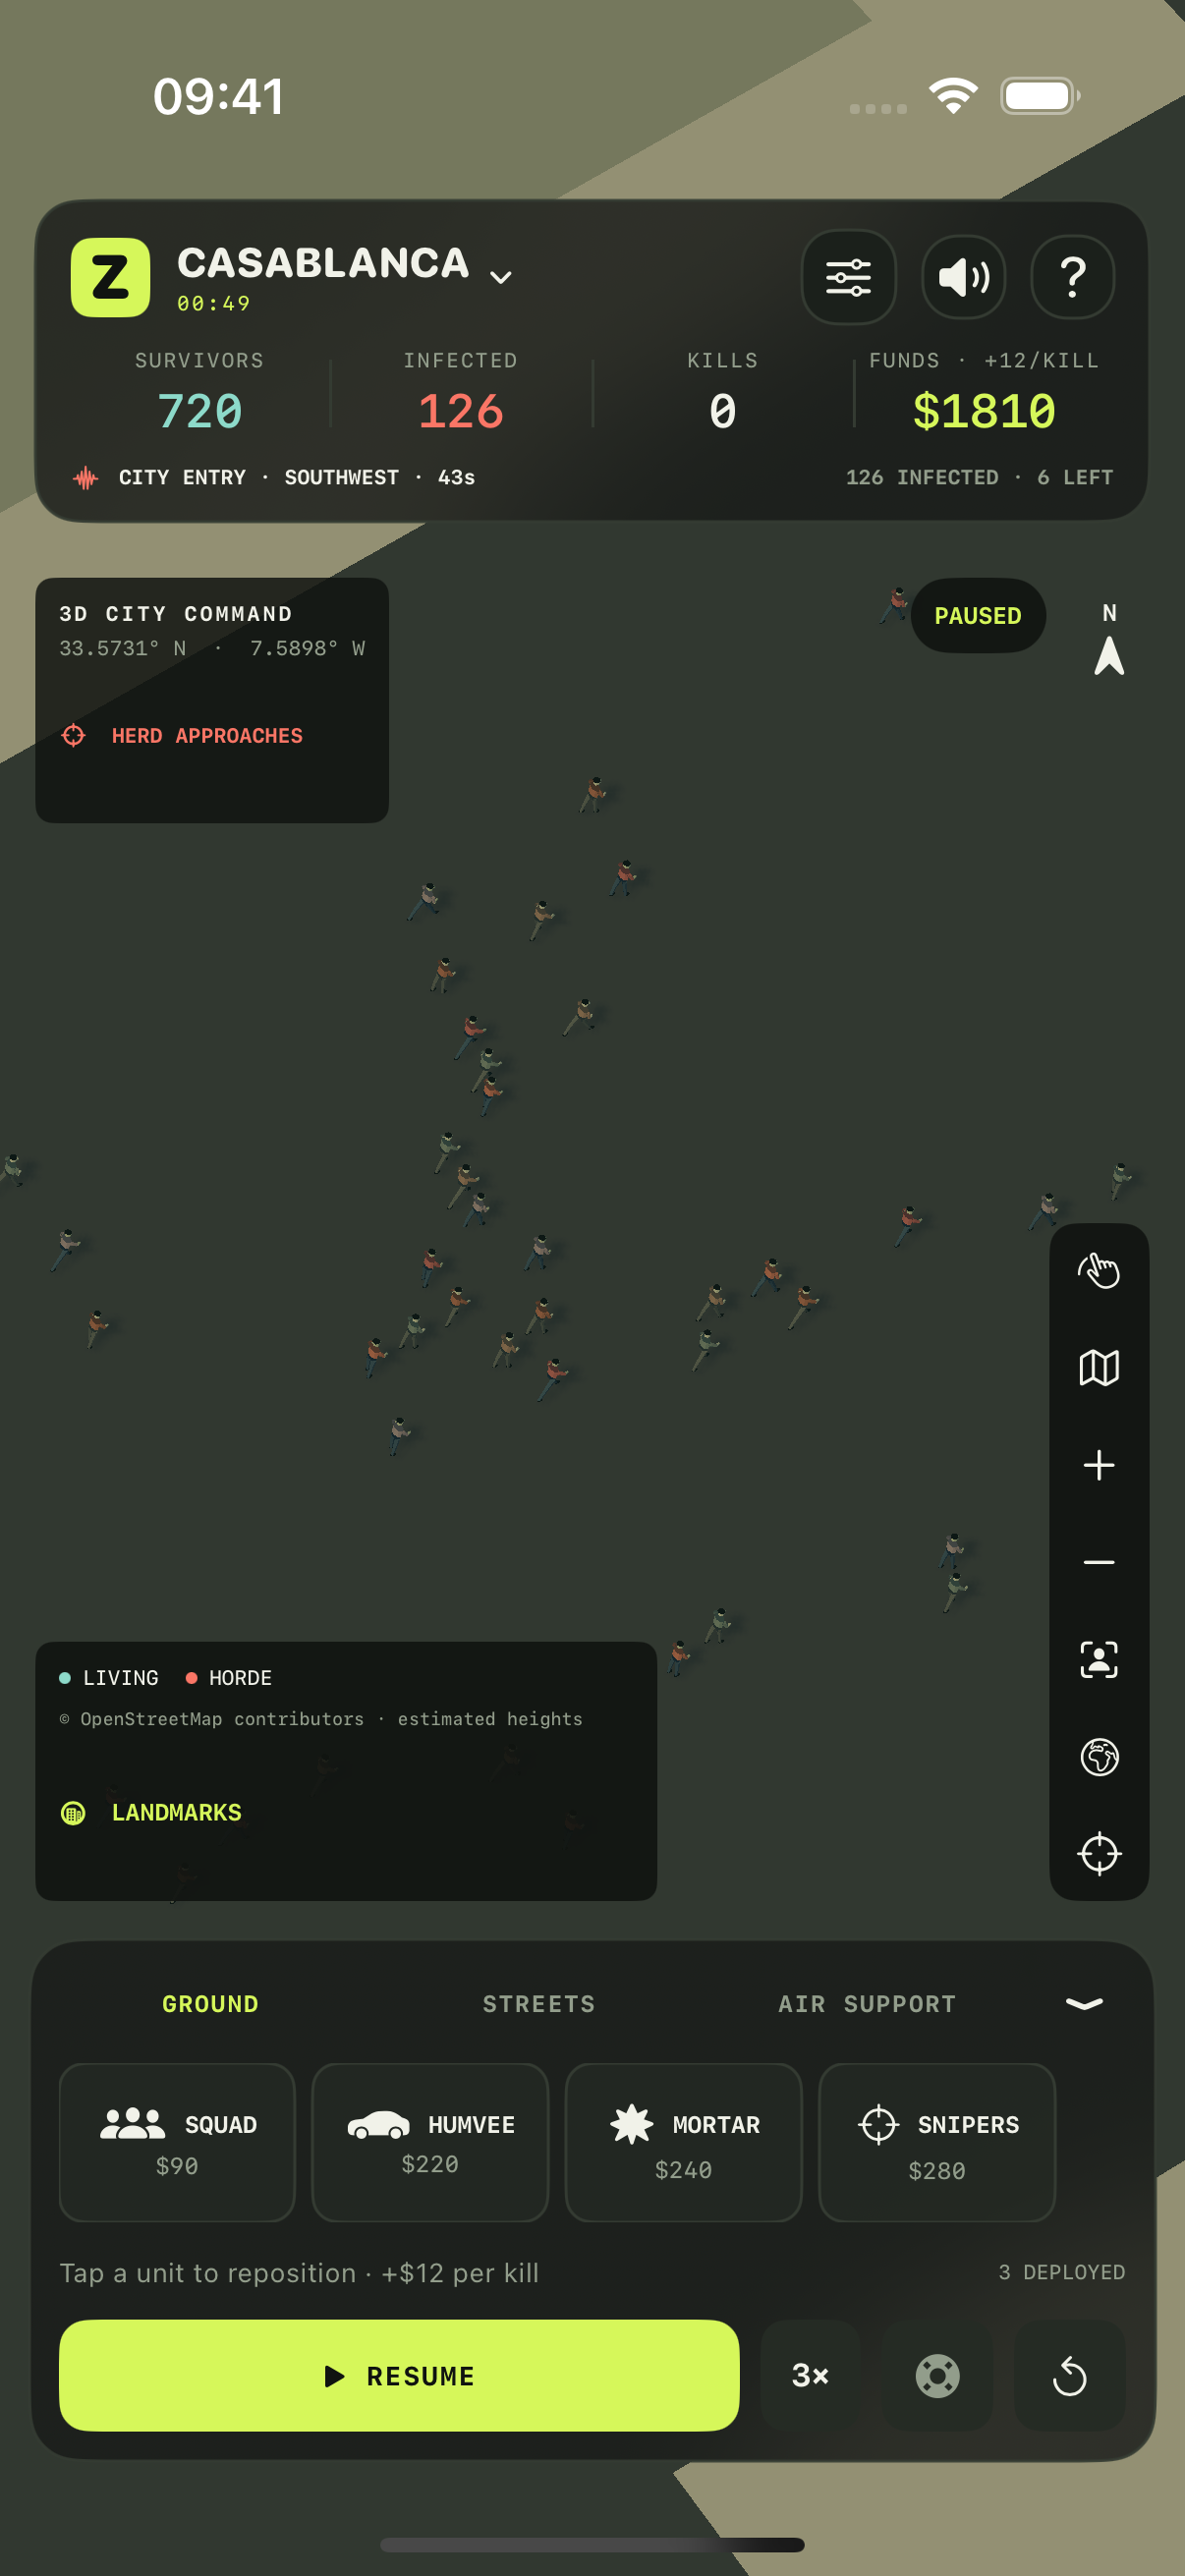 09:41
Z
CASABLANCA
00:49
SURVIVORS
720
INFECTED
126
KILLS
0
FUNDS · +12/KILL
$1810
CITY ENTRY · SOUTHWEST · 43s
126 INFECTED · 6 LEFT
3D CITY COMMAND
33.5731° N · 7.5898° W
HERD APPROACHES
PAUSED
N
LIVING
HORDE
© OpenStreetMap contributors · estimated heights
LANDMARKS
GROUND
STREETS
AIR SUPPORT
SQUAD
$90
HUMVEE
$220
MORTAR
$240
SNIPERS
$280
Tap a unit to reposition · +$12 per kill
3 DEPLOYED
RESUME
3×